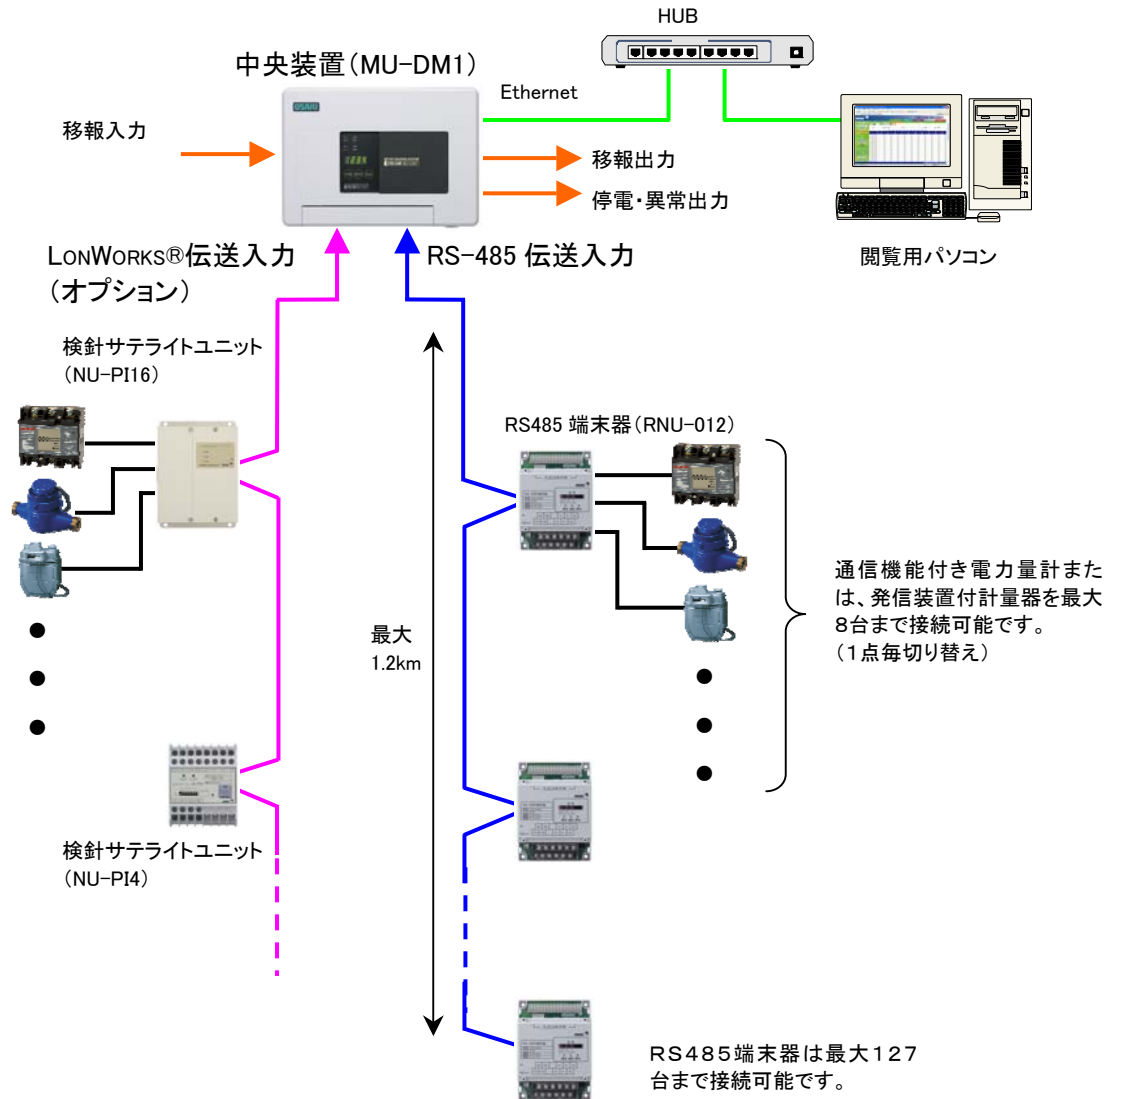 HUB
中央装置(MU-DM1)
Ethernet
OSAKI
移報入力
移報出力
停電・異常出力
閲覧用パソコン
LONWORKS®伝送入力
(オプション)
RS-485 伝送入力
検針サテライトユニット
(NU-PI16)
RS485 端末器(RNU-012)
通信機能付き電力量計また
は、発信装置付計量器を最大
8台まで接続可能です。
(1点毎切り替え)
最大
1.2km
検針サテライトユニット
(NU-PI4)
RS485端末器は最大127
台まで接続可能です。